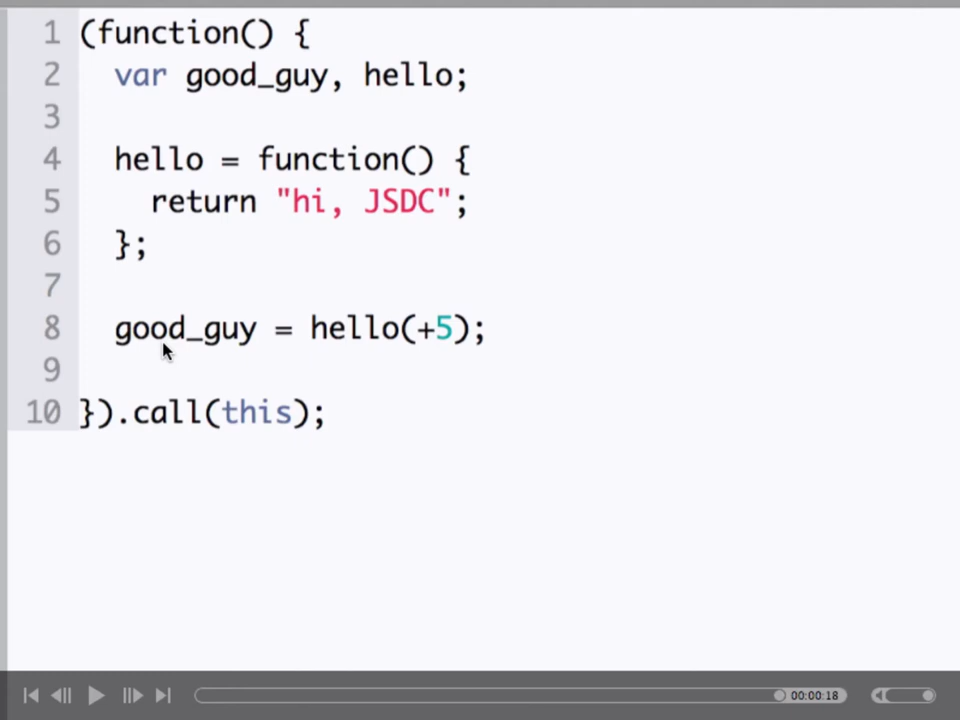 1 (function() {
2 var good_guy, hello;
3
4 hello = function() {
5 return "hi, JSDC";
6 };
7
8 good_guy = hello(+5);
9
10 }).call(this);
00:00:18